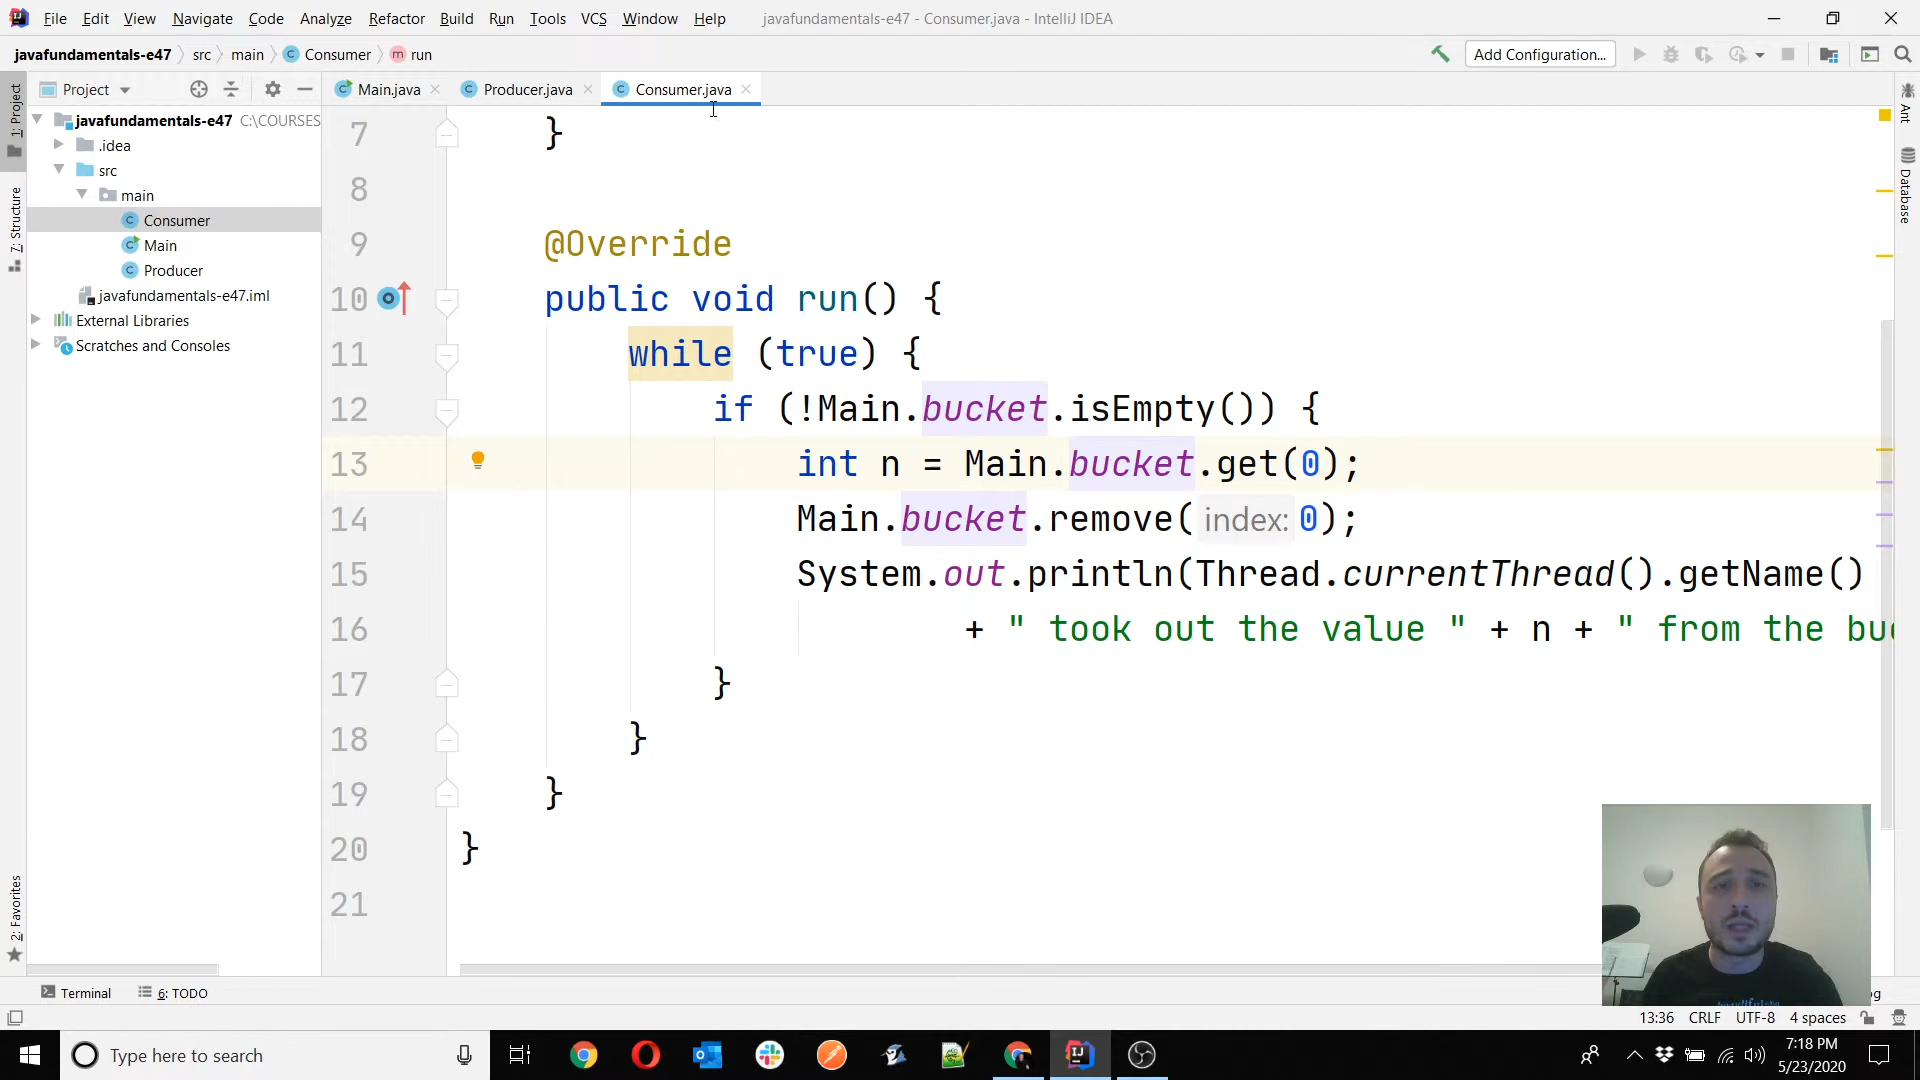 File Edit View Navigate Code Analyze Refactor Build Run Tools VCS Window Help javafundamentals-e47 - Consumer.java - IntelliJ IDEA
javafundamentals-e47 src main Consumer run Add Configuration...
Project Main.java Producer.java Consumer.java
1: Project
7: Structure
2: Favorites
Ant
Database
javafundamentals-e47 C:\COURSES
.idea
src
main
Consumer
Main
Producer
javafundamentals-e47.iml
External Libraries
Scratches and Consoles
7 }
8
9 @Override
10 public void run() {
11 while (true) {
12 if (!Main.bucket.isEmpty()) {
13 int n = Main.bucket.get(0);
14 Main.bucket.remove( index: 0);
15 System.out.println(Thread.currentThread().getName()
16 + " took out the value " + n + " from the buc
17 }
18 }
19 }
20 }
21
Terminal 6: TODO
13:36 CRLF UTF-8 4 spaces
Type here to search
7:18 PM
5/23/2020